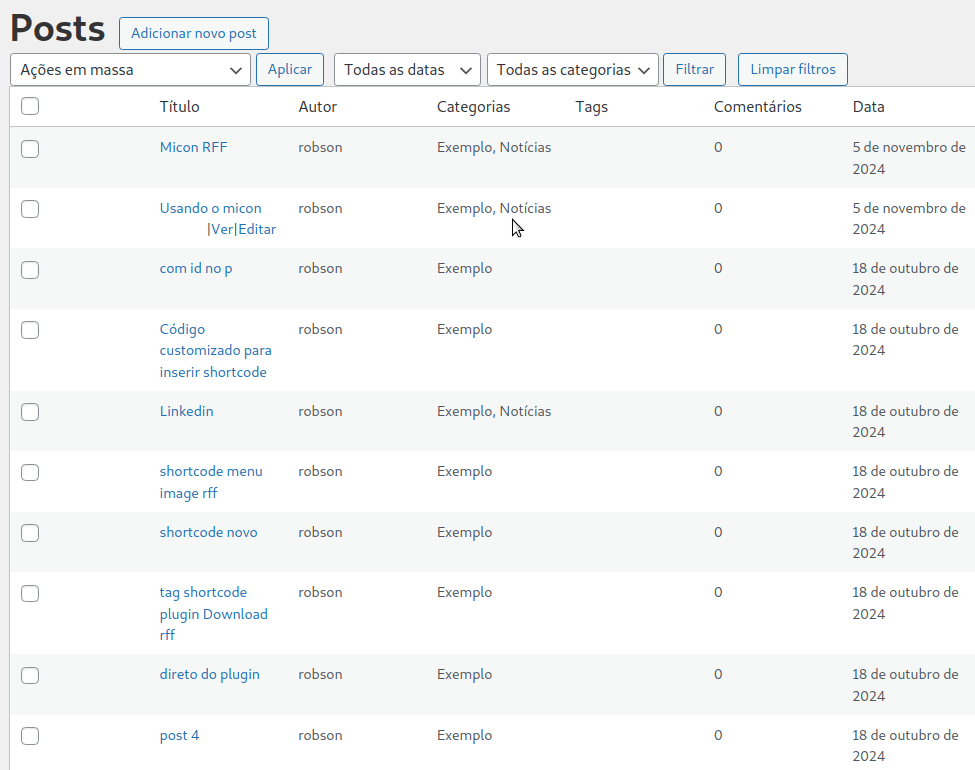 Posts Adicionar novo post
Ações em massa Aplicar Todas as datas Todas as categorias Filtrar Limpar filtros
Título Autor Categorias Tags Comentários Data
Micon RFF robson Exemplo, Notícias 0 5 de novembro de
2024
Usando o micon robson Exemplo, Notícias 0 5 de novembro de
|Ver|Editar 2024
com id no p robson Exemplo 0 18 de outubro de
2024
Código robson Exemplo 0 18 de outubro de
customizado para 2024
inserir shortcode
Linkedin robson Exemplo, Notícias 0 18 de outubro de
2024
shortcode menu robson Exemplo 0 18 de outubro de
image rff 2024
shortcode novo robson Exemplo 0 18 de outubro de
2024
tag shortcode robson Exemplo 0 18 de outubro de
plugin Download 2024
rff
direto do plugin robson Exemplo 0 18 de outubro de
2024
post 4 robson Exemplo 0 18 de outubro de
2024